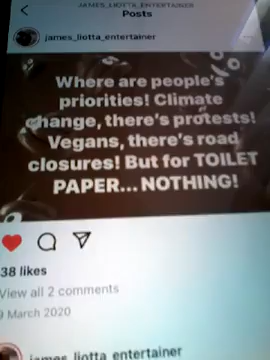 JAMES_LIOTTA_ENTERTAINER
Posts
james_liotta_entertainer
Where are people's
priorities! Climate
change, there's protests!
Vegans, there's road
closures! But for TOILET
PAPER... NOTHING!
38 likes
View all 2 comments
9 March 2020
james_liotta_entertainer